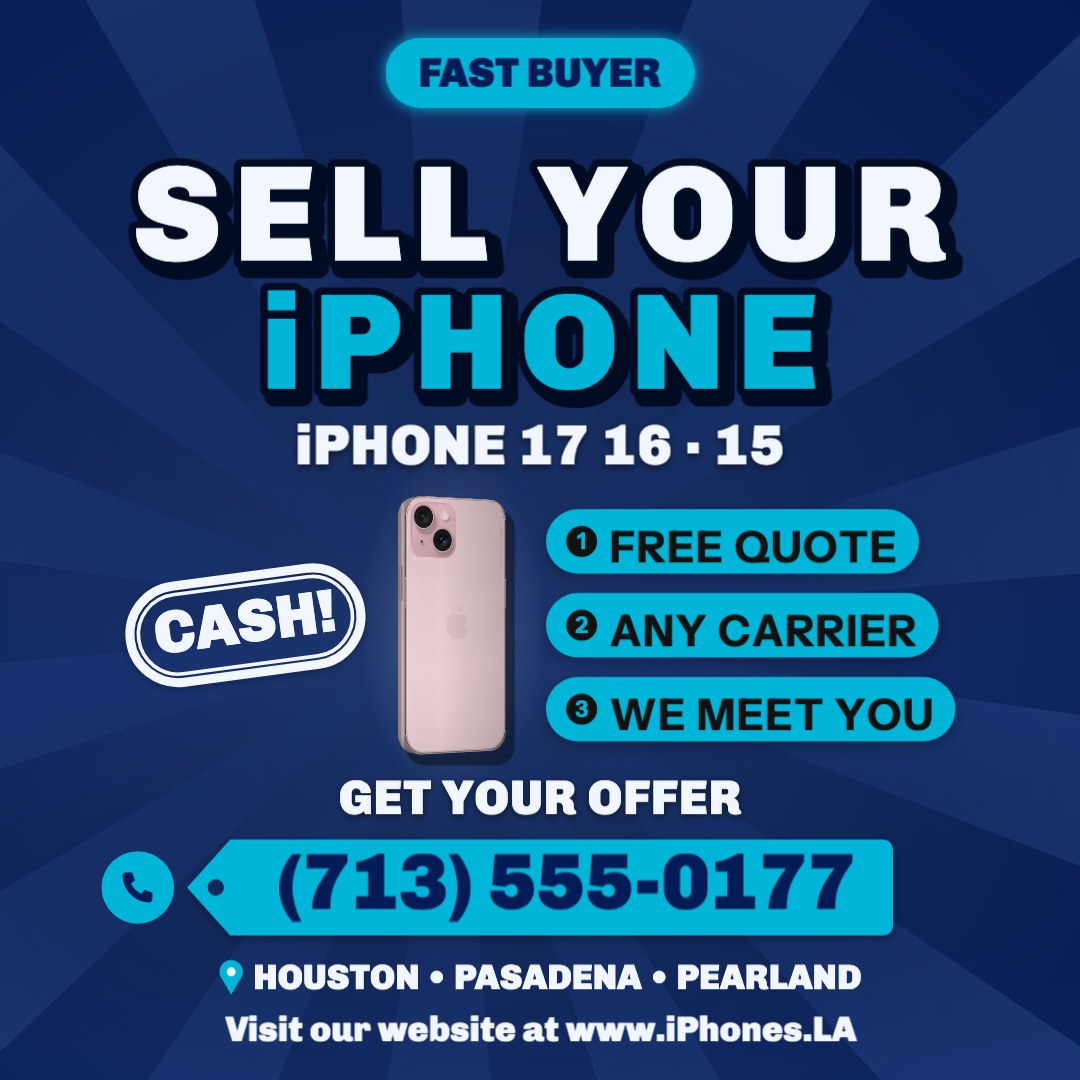 FAST BUYER
SELL YOUR
iPHONE
iPHONE 17 16 · 15
CASH!
1 FREE QUOTE
2 ANY CARRIER
3 WE MEET YOU
GET YOUR OFFER
(713) 555-0177
HOUSTON • PASADENA • PEARLAND
Visit our website at www.iPhones.LA